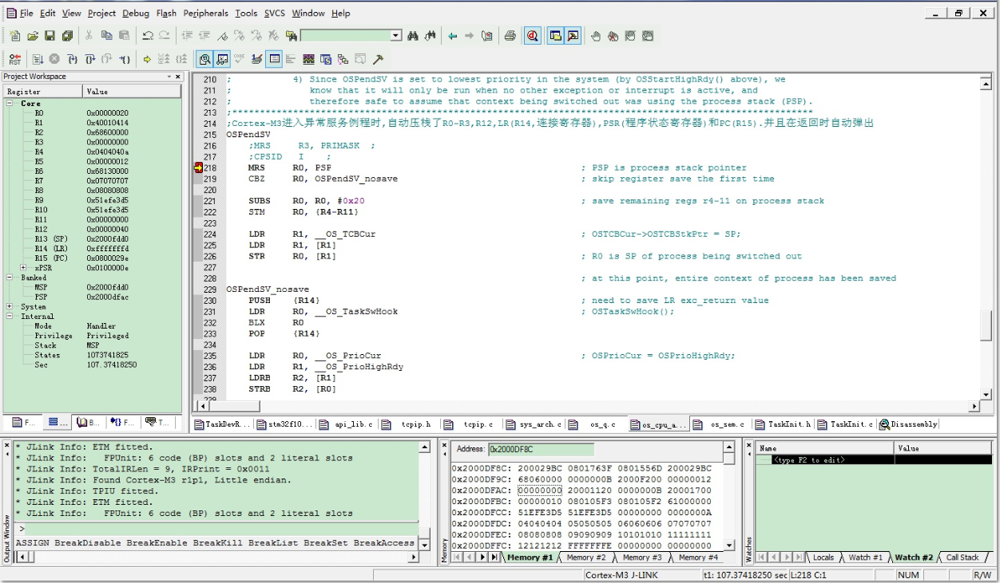 File Edit View Project Debug Flash Peripherals Tools SVCS Window Help
Project Workspace
Register Value
Core
R0 0x00000020
R1 0x40010414
R2 0x68600000
R3 0x00000000
R4 0x0404040a
R5 0x00000012
R6 0x68130000
R7 0x07070707
R8 0x08080808
R9 0x51efe3d5
R10 0x51efe3d5
R11 0x00000000
R12 0x00000040
R13 (SP) 0x2000fdd0
R14 (LR) 0xfffffffd
R15 (PC) 0x0800029e
xPSR 0x0100000e
Banked
MSP 0x2000fdd0
PSP 0x2000dfac
System
Internal
Mode Handler
Privilege Privileged
Stack MSP
States 1073741825
Sec 107.37418250
F... ... B... F... T...
210 ; 4) Since OSPendSV is set to lowest priority in the system (by OSStartHighRdy() above), we
211 ; know that it will only be run when no other exception or interrupt is active, and
212 ; therefore safe to assume that context being switched out was using the process stack (PSP).
213 ;**********************************************************************************************************
214 ;Cortex-M3进入异常服务例程时,自动压栈了R0-R3,R12,LR(R14,连接寄存器),PSR(程序状态寄存器)和PC(R15).并且在返回时自动弹出
215 OSPendSV
216 ;MRS R3, PRIMASK ;
217 ;CPSID I ;
218 MRS R0, PSP ; PSP is process stack pointer
219 CBZ R0, OSPendSV_nosave ; skip register save the first time
220
221 SUBS R0, R0, #0x20 ; save remaining regs r4-11 on process stack
222 STM R0, {R4-R11}
223
224 LDR R1, __OS_TCBCur ; OSTCBCur->OSTCBStkPtr = SP;
225 LDR R1, [R1]
226 STR R0, [R1] ; R0 is SP of process being switched out
227
228 ; at this point, entire context of process has been saved
229 OSPendSV_nosave
230 PUSH {R14} ; need to save LR exc_return value
231 LDR R0, __OS_TaskSwHook ; OSTaskSwHook();
232 BLX R0
233 POP {R14}
234
235 LDR R0, __OS_PrioCur ; OSPrioCur = OSPrioHighRdy;
236 LDR R1, __OS_PrioHighRdy
237 LDRB R2, [R1]
238 STRB R2, [R0]
239
TaskDevR... stm32f10... api_lib.c tcpip.h tcpip.c sys_arch.c os_q.c os_cpu_a... os_sem.c TaskInit.h TaskInit.c Disassembly
* JLink Info: ETM fitted.
* JLink Info: FPUnit: 6 code (BP) slots and 2 literal slots
* JLink Info: TotalIRLen = 9, IRPrint = 0x0011
* JLink Info: Found Cortex-M3 r1p1, Little endian.
* JLink Info: TPIU fitted.
* JLink Info: ETM fitted.
* JLink Info: FPUnit: 6 code (BP) slots and 2 literal slots
>
ASSIGN BreakDisable BreakEnable BreakKill BreakList BreakSet BreakAccess
Output Window
Address: 0x2000DF8C
0x2000DF8C: 200029BC 0801763F 0801556D 200029BC
0x2000DF9C: 68060000 0000000B 2000F200 00000012
0x2000DFAC: 00000000 20001120 0000000B 20001700
0x2000DFBC: 00000010 080105F3 080105F2 61000000
0x2000DFCC: 51EFE3D5 51EFE3D5 00000000 0000000A
0x2000DFDC: 04040404 05050505 06060606 07070707
0x2000DFEC: 08080808 09090909 10101010 11111111
0x2000DFFC: 12121212 FFFFFFFE 00000000 00000000
Memory #1 Memory #2 Memory #3 Memory #4
Memory
Name Value
<type F2 to edit>
Locals Watch #1 Watch #2 Call Stack
Watches
Cortex-M3 J-LINK t1: 107.37418250 sec L:218 C:1 NUM R/W